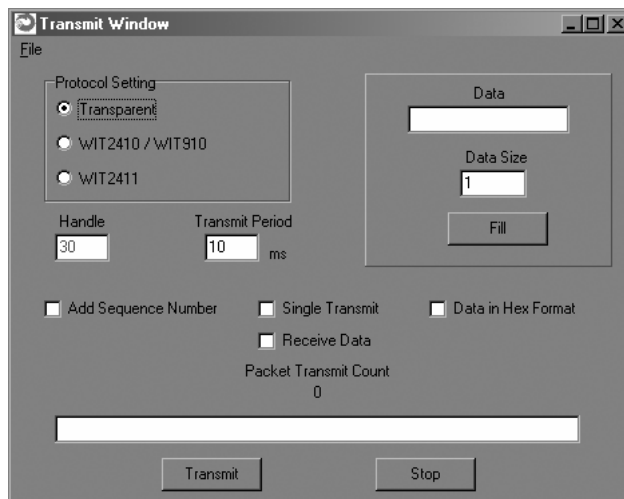 Transmit Window
File
Protocol Setting
Transparent
WIT2410 / WIT910
WIT2411
Data
Data Size
1
Fill
Handle
30
Transmit Period
10
ms
Add Sequence Number
Single Transmit
Data in Hex Format
Receive Data
Packet Transmit Count
0
Transmit
Stop